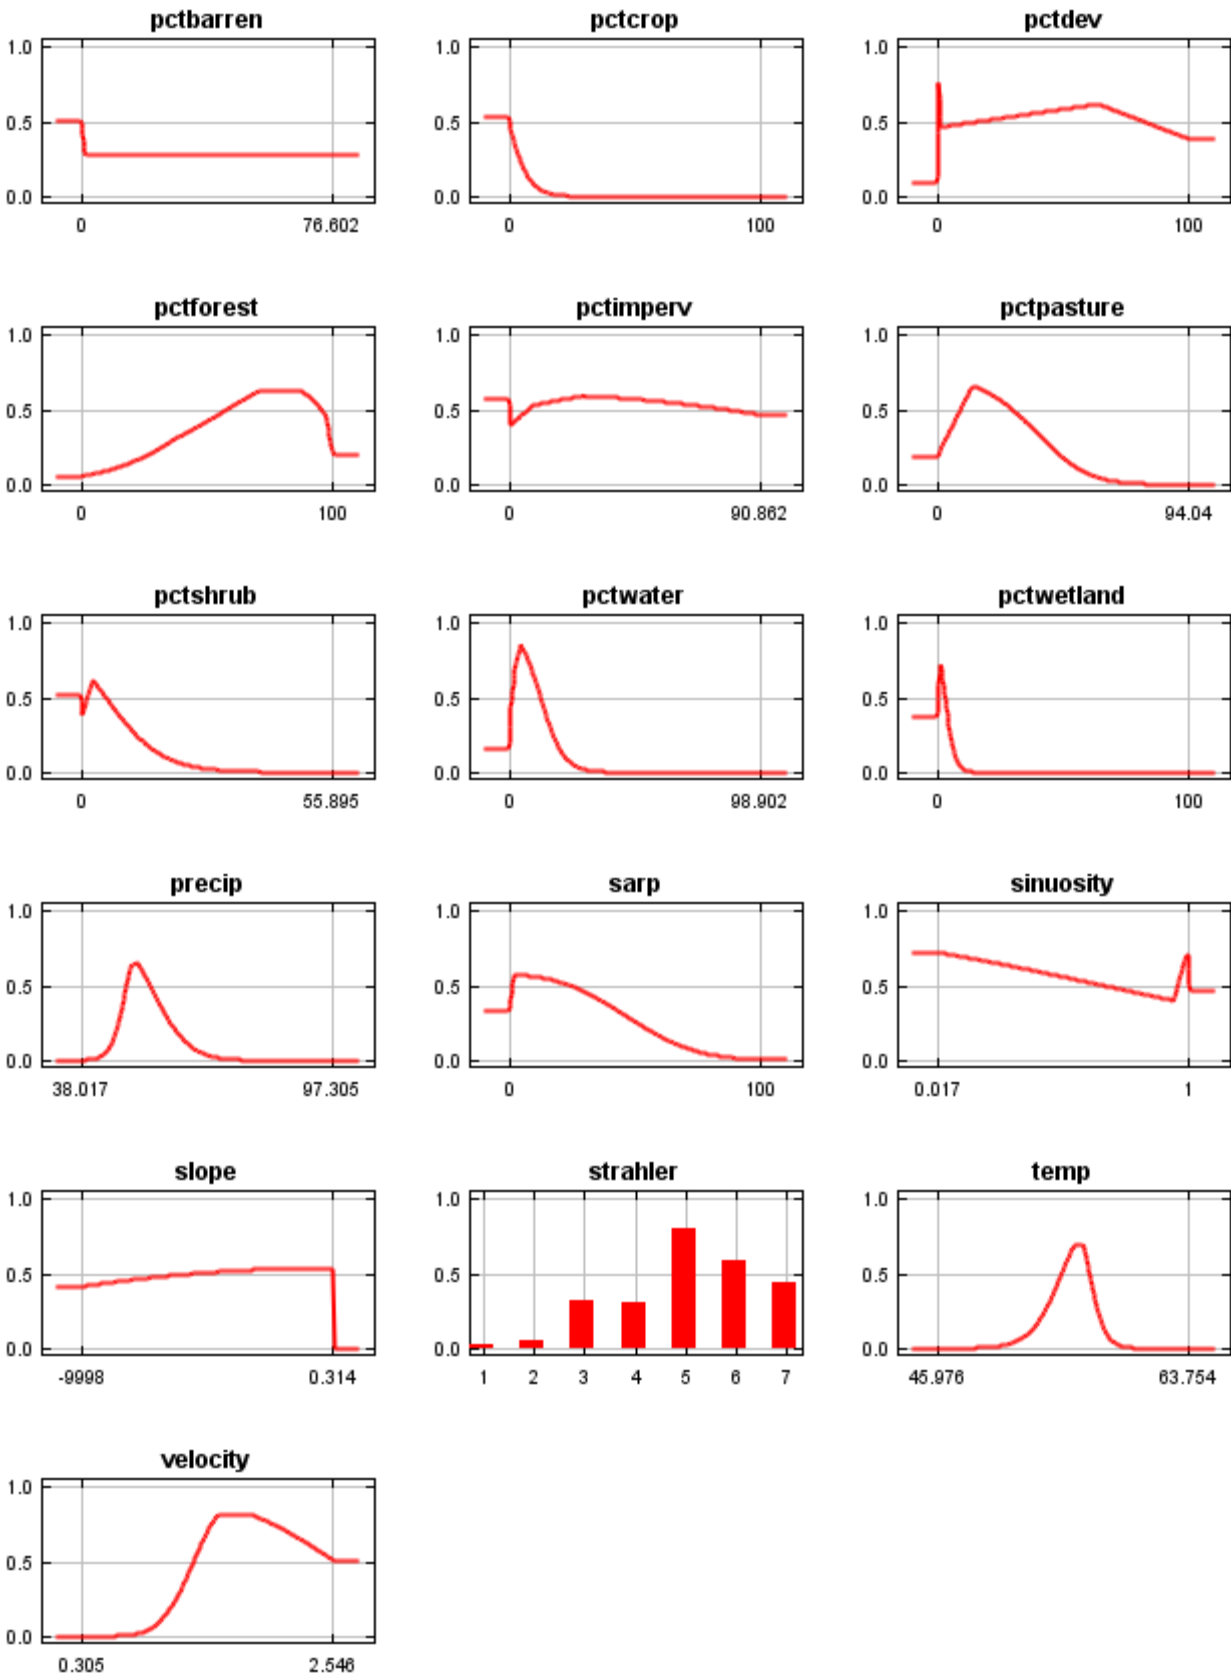 pctbarren pctcrop pctdev
1.0 1.0 1.0
0.5 0.5 0.5
0.0 0.0 0.0
0 76.602 0 100 0 100
pctforest pctimperv pctpasture
1.0 1.0 1.0
0.5 0.5 0.5
0.0 0.0 0.0
0 100 0 90.862 0 94.04
pctshrub pctwater pctwetland
1.0 1.0 1.0
0.5 0.5 0.5
0.0 0.0 0.0
0 55.895 0 98.902 0 100
precip sarp sinuosity
1.0 1.0 1.0
0.5 0.5 0.5
0.0 0.0 0.0
38.017 97.305 0 100 0.017 1
slope strahler temp
1.0 1.0 1.0
0.5 0.5 0.5
0.0 0.0 0.0
-9998 0.314 1 2 3 4 5 6 7 45.976 63.754
velocity
1.0
0.5
0.0
0.305 2.546